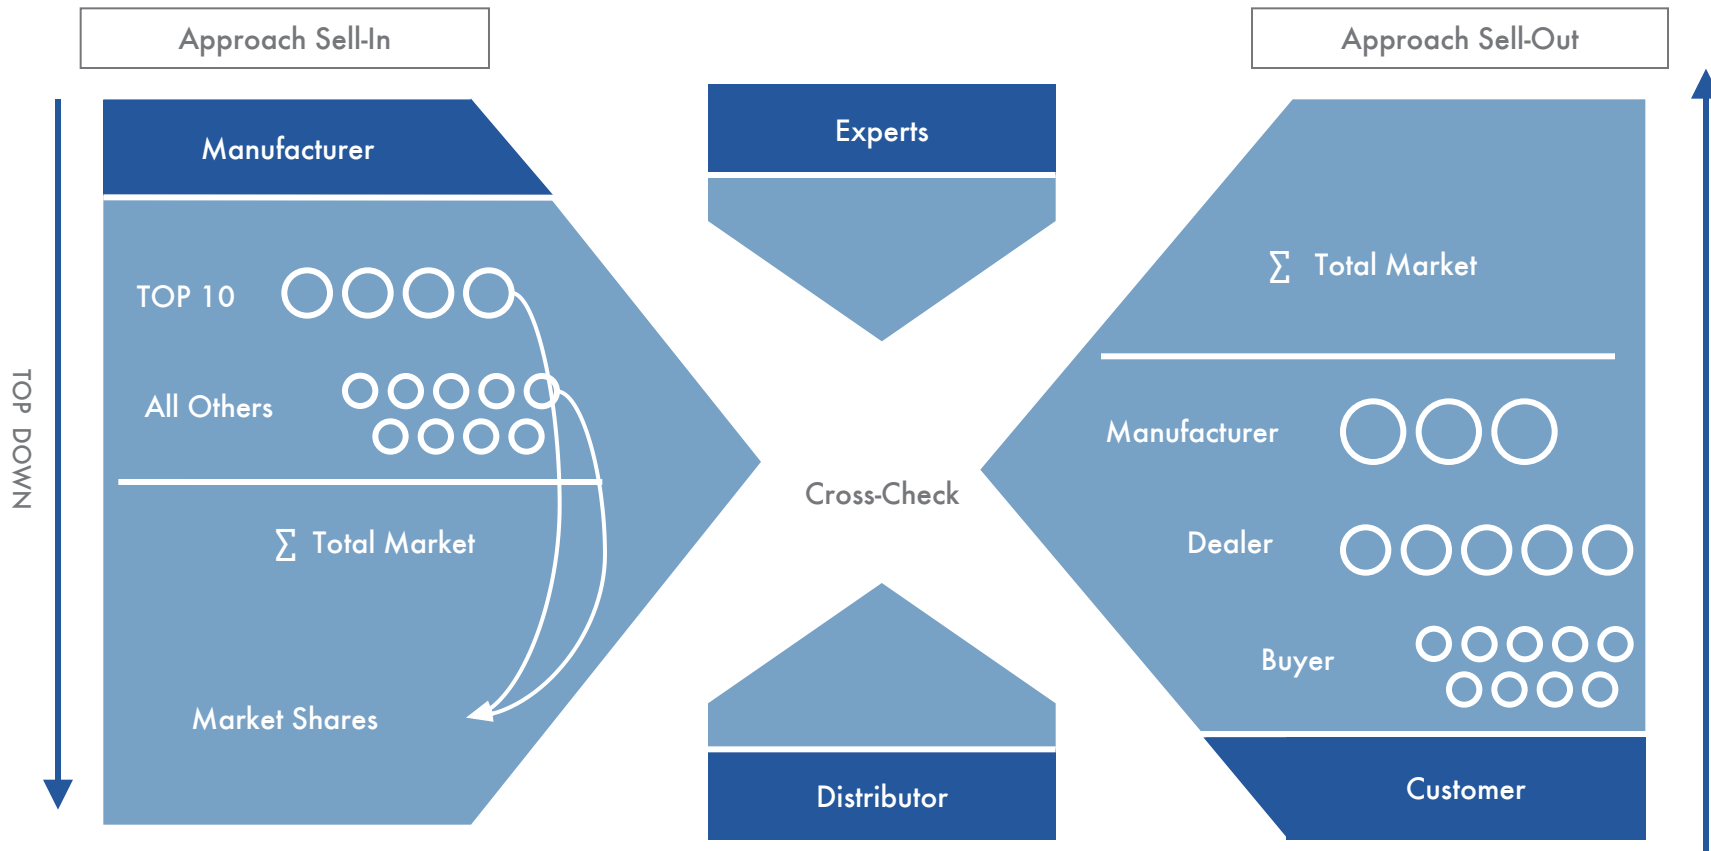 Approach Sell-In
Manufacturer
TOP 10
All Others
∑ Total Market
Market Shares
TOP DOWN
Experts
Cross-Check
Distributor
Approach Sell-Out
∑ Total Market
Manufacturer
Dealer
Buyer
Customer